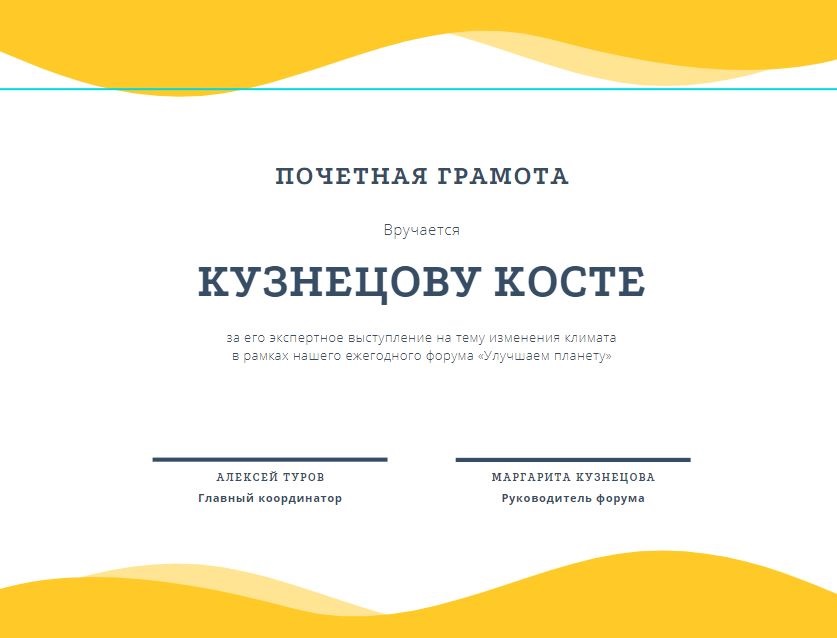 ПОЧЕТНАЯ ГРАМОТА
Вручается
КУЗНЕЦОВУ КОСТЕ
за его экспертное выступление на тему изменения климата
в рамках нашего ежегодного форума «Улучшаем планету»
АЛЕКСЕЙ ТУРОВ
Главный координатор
МАРГАРИТА КУЗНЕЦОВА
Руководитель форума